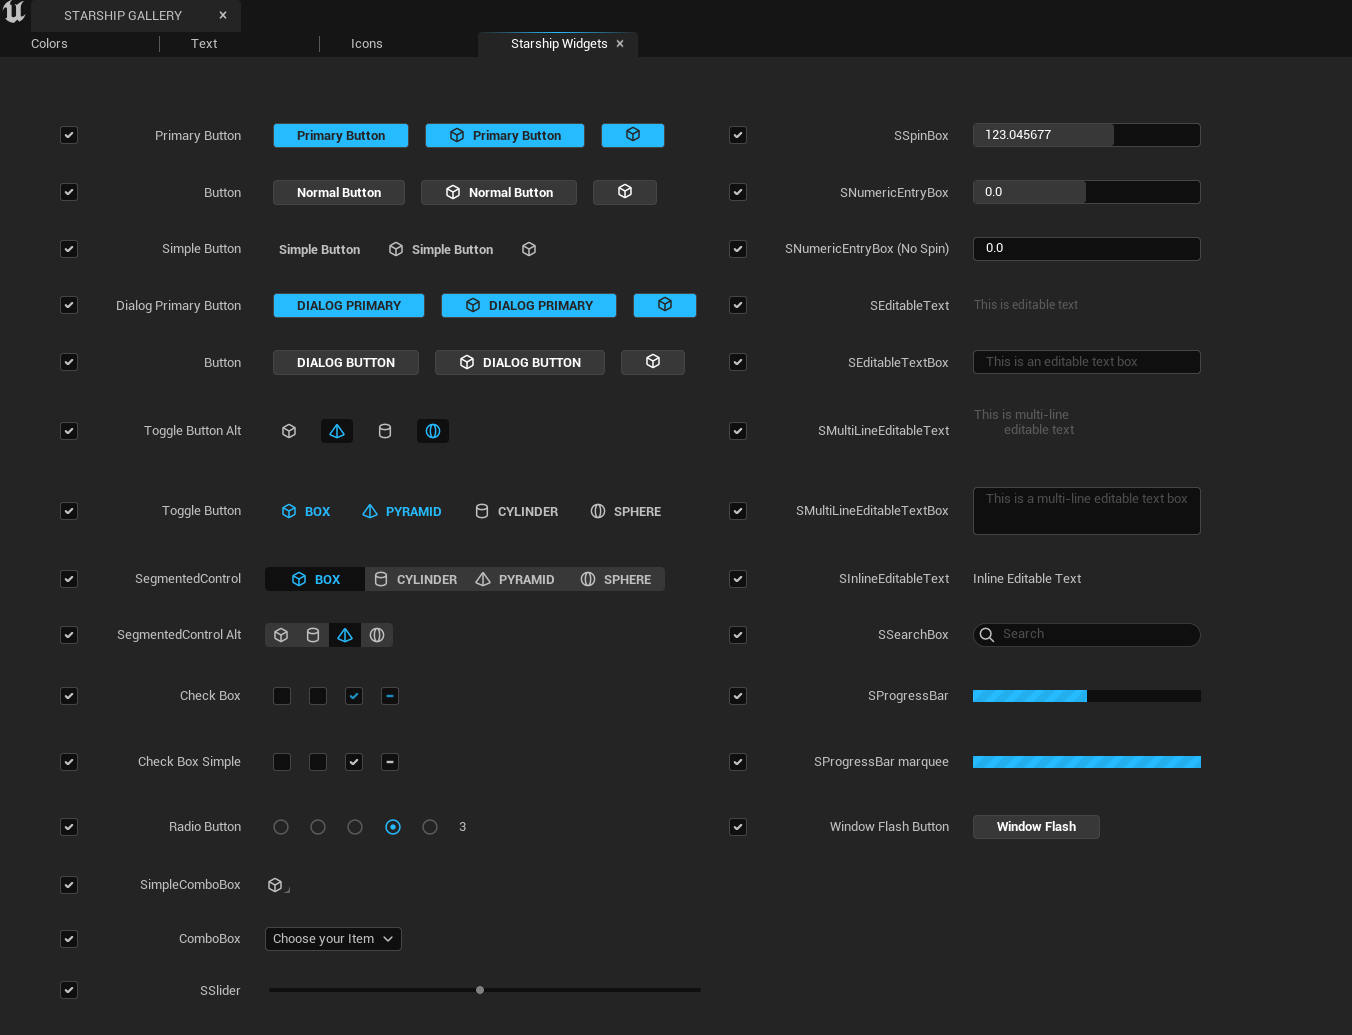 STARSHIP GALLERY
Colors
Text
Icons
Starship Widgets
Primary Button
Primary Button
Primary Button
Button
Normal Button
Normal Button
Simple Button
Simple Button
Simple Button
Dialog Primary Button
DIALOG PRIMARY
DIALOG PRIMARY
Button
DIALOG BUTTON
DIALOG BUTTON
Toggle Button Alt
Toggle Button
BOX
PYRAMID
CYLINDER
SPHERE
SegmentedControl
BOX
CYLINDER
PYRAMID
SPHERE
SegmentedControl Alt
Check Box
Check Box Simple
Radio Button
3
SimpleComboBox
ComboBox
Choose your Item
SSlider
SSpinBox
123.045677
SNumericEntryBox
0.0
SNumericEntryBox (No Spin)
0.0
SEditableText
This is editable text
SEditableTextBox
This is an editable text box
SMultiLineEditableText
This is multi-line
editable text
SMultiLineEditableTextBox
This is a multi-line editable text box
SInlineEditableText
Inline Editable Text
SSearchBox
Search
SProgressBar
SProgressBar marquee
Window Flash Button
Window Flash